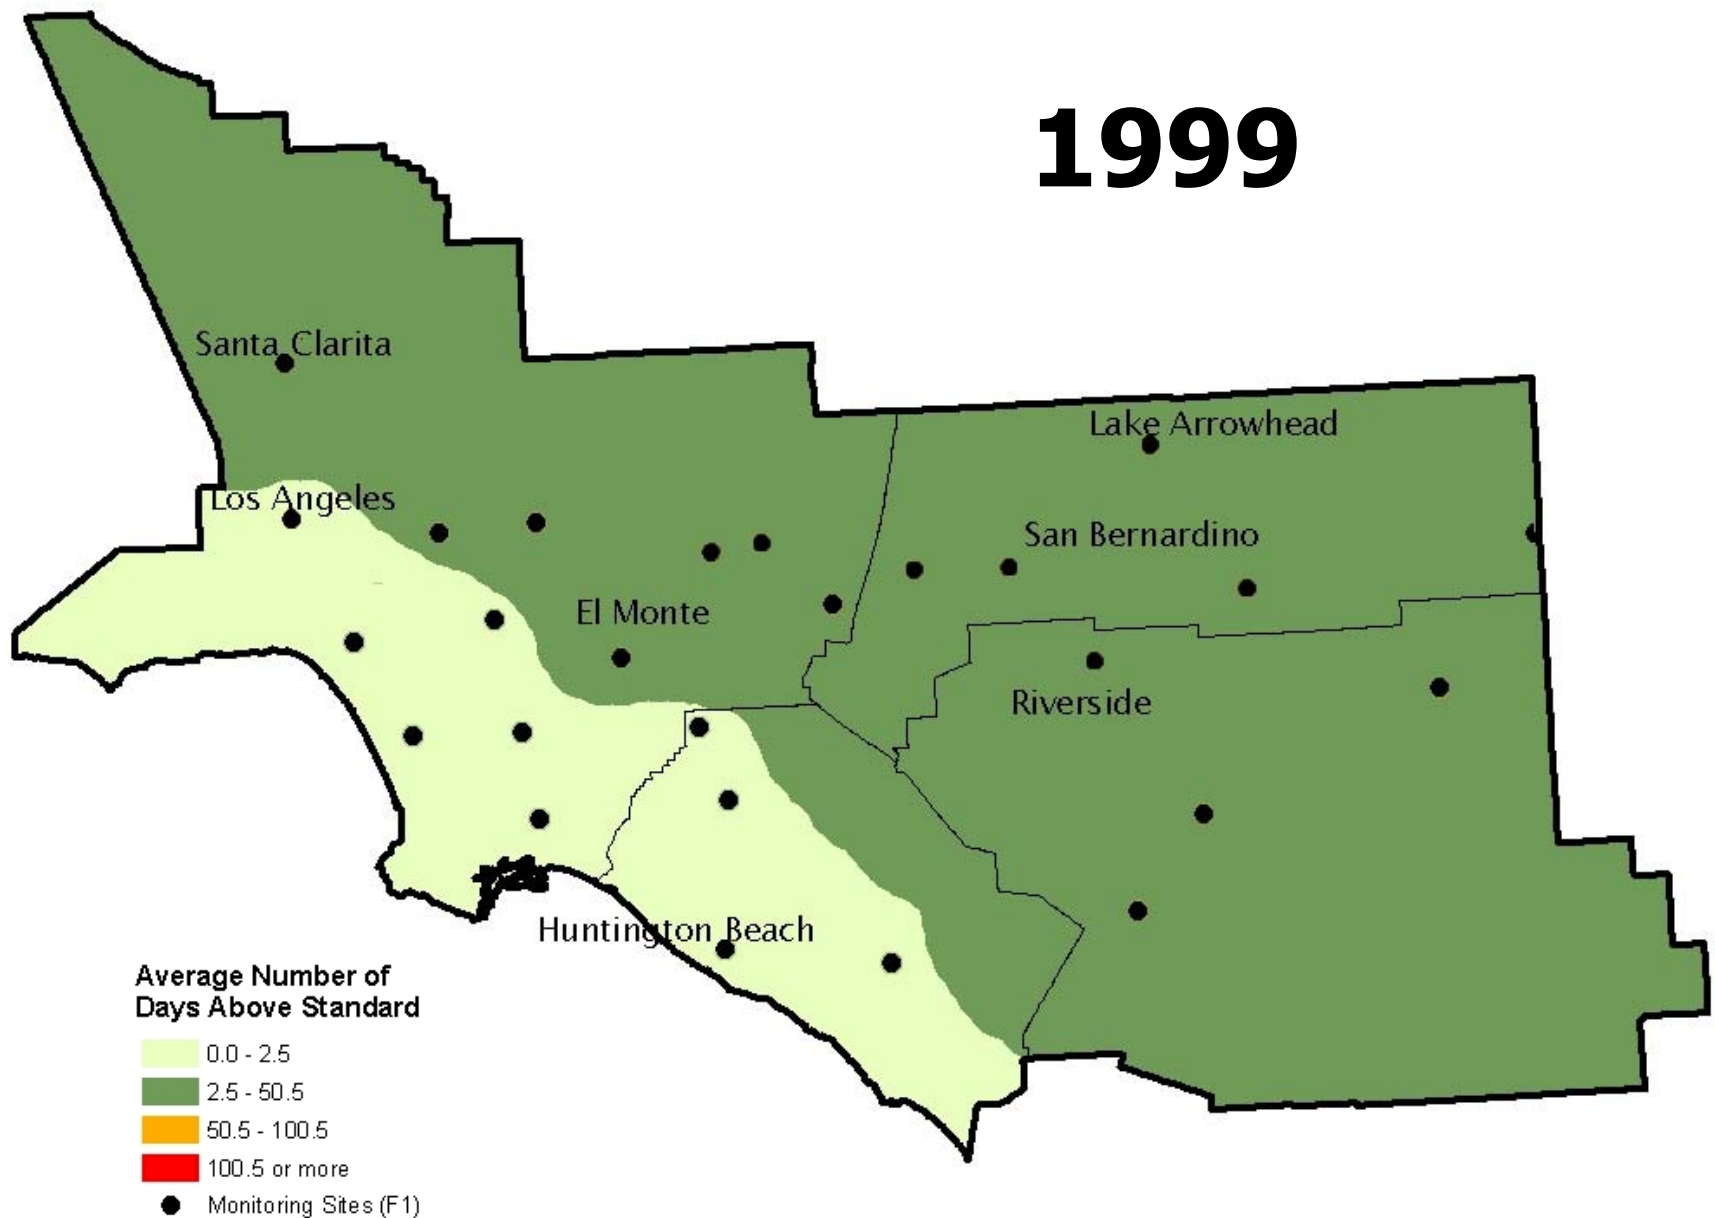 1999
Santa Clarita
Lake Arrowhead
Los Angeles
San Bernardino
El Monte
Riverside
Huntington Beach
Average Number of
Days Above Standard
0.0 - 2.5
2.5 - 50.5
50.5 - 100.5
100.5 or more
Monitoring Sites (F1)